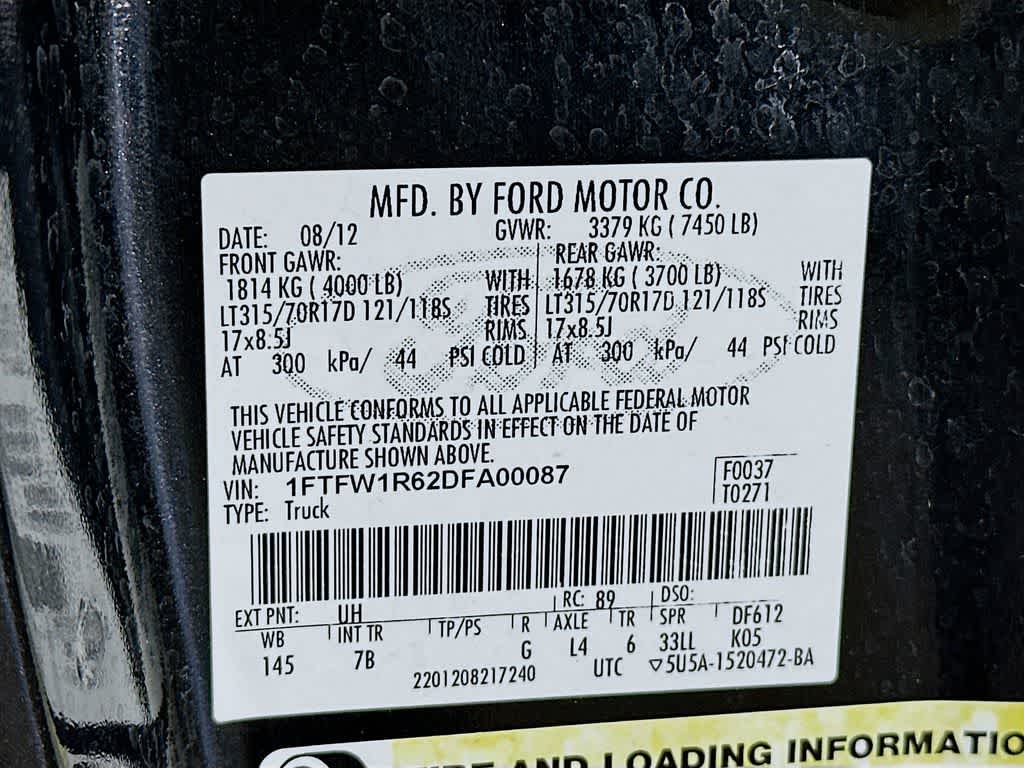 MFD. BY FORD MOTOR CO.
DATE: 08/12 GVWR: 3379 KG ( 7450 LB)
FRONT GAWR: REAR GAWR:
1814 KG ( 4000 LB) WITH 1678 KG ( 3700 LB) WITH
LT315/70R17D 121/118S TIRES LT315/70R17D 121/118S TIRES
17x8.5J RIMS 17x8.5J RIMS
AT 300 kPa/ 44 PSI COLD AT 300 kPa/ 44 PSI COLD
THIS VEHICLE CONFORMS TO ALL APPLICABLE FEDERAL MOTOR
VEHICLE SAFETY STANDARDS IN EFFECT ON THE DATE OF
MANUFACTURE SHOWN ABOVE.
VIN: 1FTFW1R62DFA00087 F0037
TYPE: Truck T0271
EXT PNT: UH RC: 89 DSO:
WB INT TR TP/PS R AXLE TR SPR DF612
145 7B G L4 6 33LL K05
2201208217240 UTC ▽5U5A-1520472-BA
TIRE AND LOADING INFORMATIO